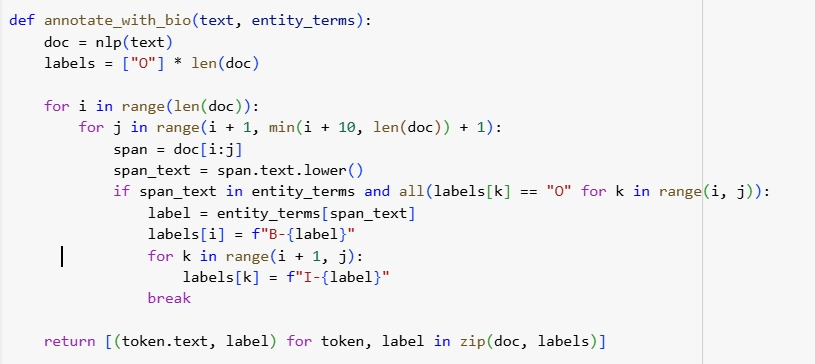 def annotate_with_bio(text, entity_terms):
    doc = nlp(text)
    labels = ["O"] * len(doc)

    for i in range(len(doc)):
        for j in range(i + 1, min(i + 10, len(doc)) + 1):
            span = doc[i:j]
            span_text = span.text.lower()
            if span_text in entity_terms and all(labels[k] == "O" for k in range(i, j)):
                label = entity_terms[span_text]
                labels[i] = f"B-{label}"
                for k in range(i + 1, j):
                    labels[k] = f"I-{label}"
                break

    return [(token.text, label) for token, label in zip(doc, labels)]